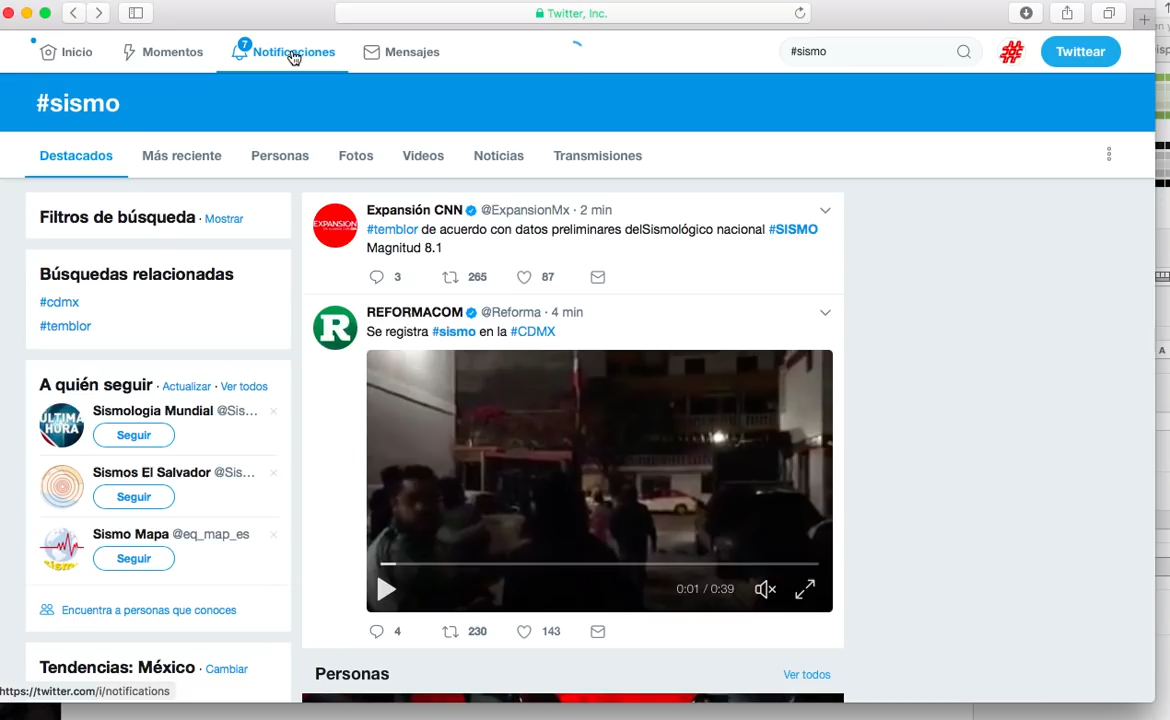 Twitter, Inc.
Inicio
Momentos
7
Notificaciones
Mensajes
#sismo
Twittear
#sismo
Destacados
Más reciente
Personas
Fotos
Videos
Noticias
Transmisiones
Filtros de búsqueda · Mostrar
Búsquedas relacionadas
#cdmx
#temblor
A quién seguir · Actualizar · Ver todos
ULTIMA HORA
Sismologia Mundial @Sis...
Seguir
Sismos El Salvador @Sis...
Seguir
Sismo Mapa @eq_map_es
Seguir
Encuentra a personas que conoces
Tendencias: México · Cambiar
https://twitter.com/i/notifications
EXPANSIÓN
Expansión CNN @ExpansionMx · 2 min
#temblor de acuerdo con datos preliminares delSismológico nacional #SISMO
Magnitud 8.1
3 265 87
R
REFORMACOM @Reforma · 4 min
Se registra #sismo en la #CDMX
0:01 / 0:39
4 230 143
Personas
Ver todos